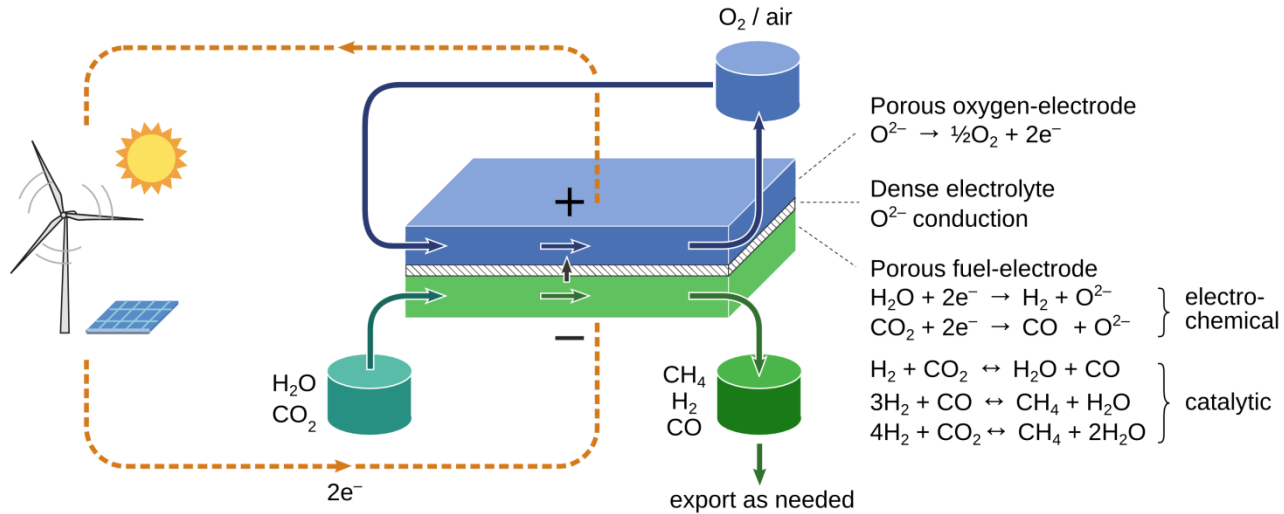 O₂ / air
Porous oxygen-electrode
O²⁻ → ½O₂ + 2e⁻
Dense electrolyte
O²⁻ conduction
+
Porous fuel-electrode
H₂O + 2e⁻ → H₂ + O²⁻
CO₂ + 2e⁻ → CO + O²⁻
electro-
chemical
−
H₂ + CO₂ ↔ H₂O + CO
3H₂ + CO ↔ CH₄ + H₂O
4H₂ + CO₂ ↔ CH₄ + 2H₂O
catalytic
H₂O
CO₂
CH₄
H₂
CO
2e⁻
export as needed